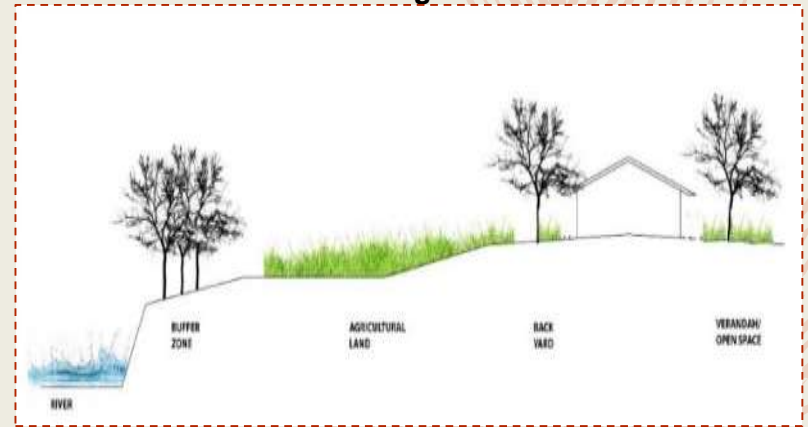 RIVER
BUFFER
ZONE
AGRICULTURAL
LAND
BACK
YARD
VERANDAH/
OPEN SPACE